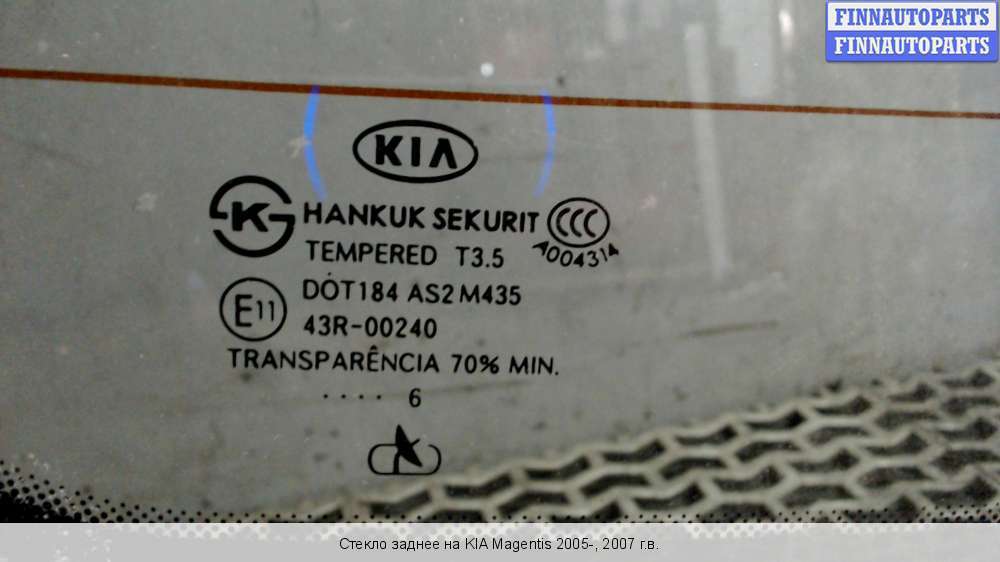 FINNAUTOPARTS
FINNAUTOPARTS
KIA
K HANKUK SEKURIT CCC
TEMPERED T3.5 A004314
E11 DOT184 AS2 M435
43R-00240
TRANSPARÊNCIA 70% MIN.
.... 6
Стекло заднее на KIA Magentis 2005-, 2007 г.в.